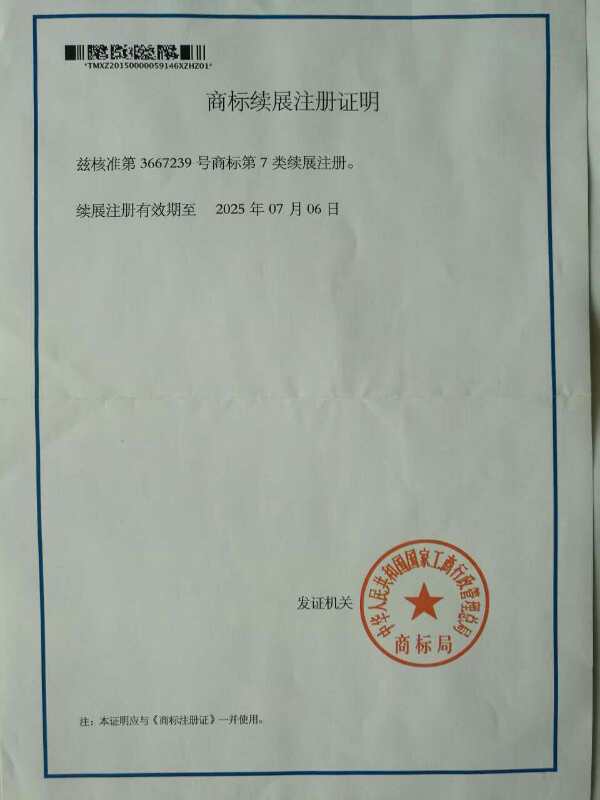 *TMXZ20150000059146XZHZ01*
商标续展注册证明
兹核准第 3667239 号商标第 7 类续展注册。
续展注册有效期至 2025 年 07 月 06 日
中华人民共和国国家工商行政管理总局
发证机关
商标局
注：本证明应与《商标注册证》一并使用。